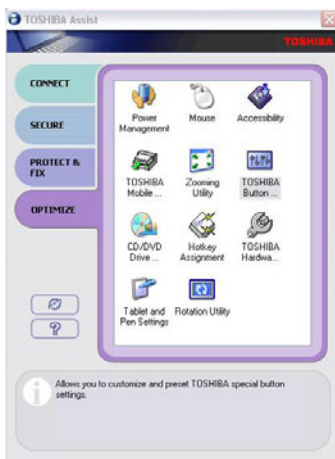 TOSHIBA Assist
TOSHIBA
CONNECT
SECURE
PROTECT &
FIX
OPTIMIZE
Power
Management
Mouse
Accessibility
TOSHIBA
Mobile ...
Zooming
Utility
TOSHIBA
Button ...
CD/DVD
Drive ...
Hotkey
Assignment
TOSHIBA
Hardwa...
Tablet and
Pen Settings
Rotation Utility
?
i
Allows you to customize and preset TOSHIBA special button
settings.